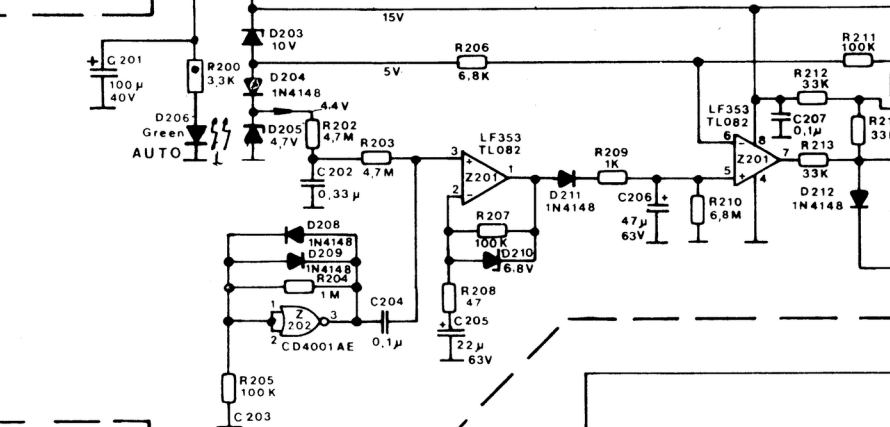 15V
D203
10V
R206
6,8K
5V
R211
100K
C201
100μ
40V
R200
3,3K
D204
1N4148
4.4V
R212
33K
D206
Green
AUTO
D205
4,7V
R202
4,7M
R203
4,7M
LF353
TL082
3
Z201
1
2
+
-
C202
0,33μ
D211
1N4148
R209
1K
LF353
TL082
6
8
Z201
7
5
4
-
+
C207
0,1μ
R213
33K
R21
33
D212
1N4148
C206
47μ
63V
R210
6,8M
R207
100K
D210
6.8V
D208
1N4148
D209
1N4148
R204
1M
1
Z
202
3
2
CD4001AE
C204
0,1μ
R208
47
C205
22μ
63V
R205
100K
C203